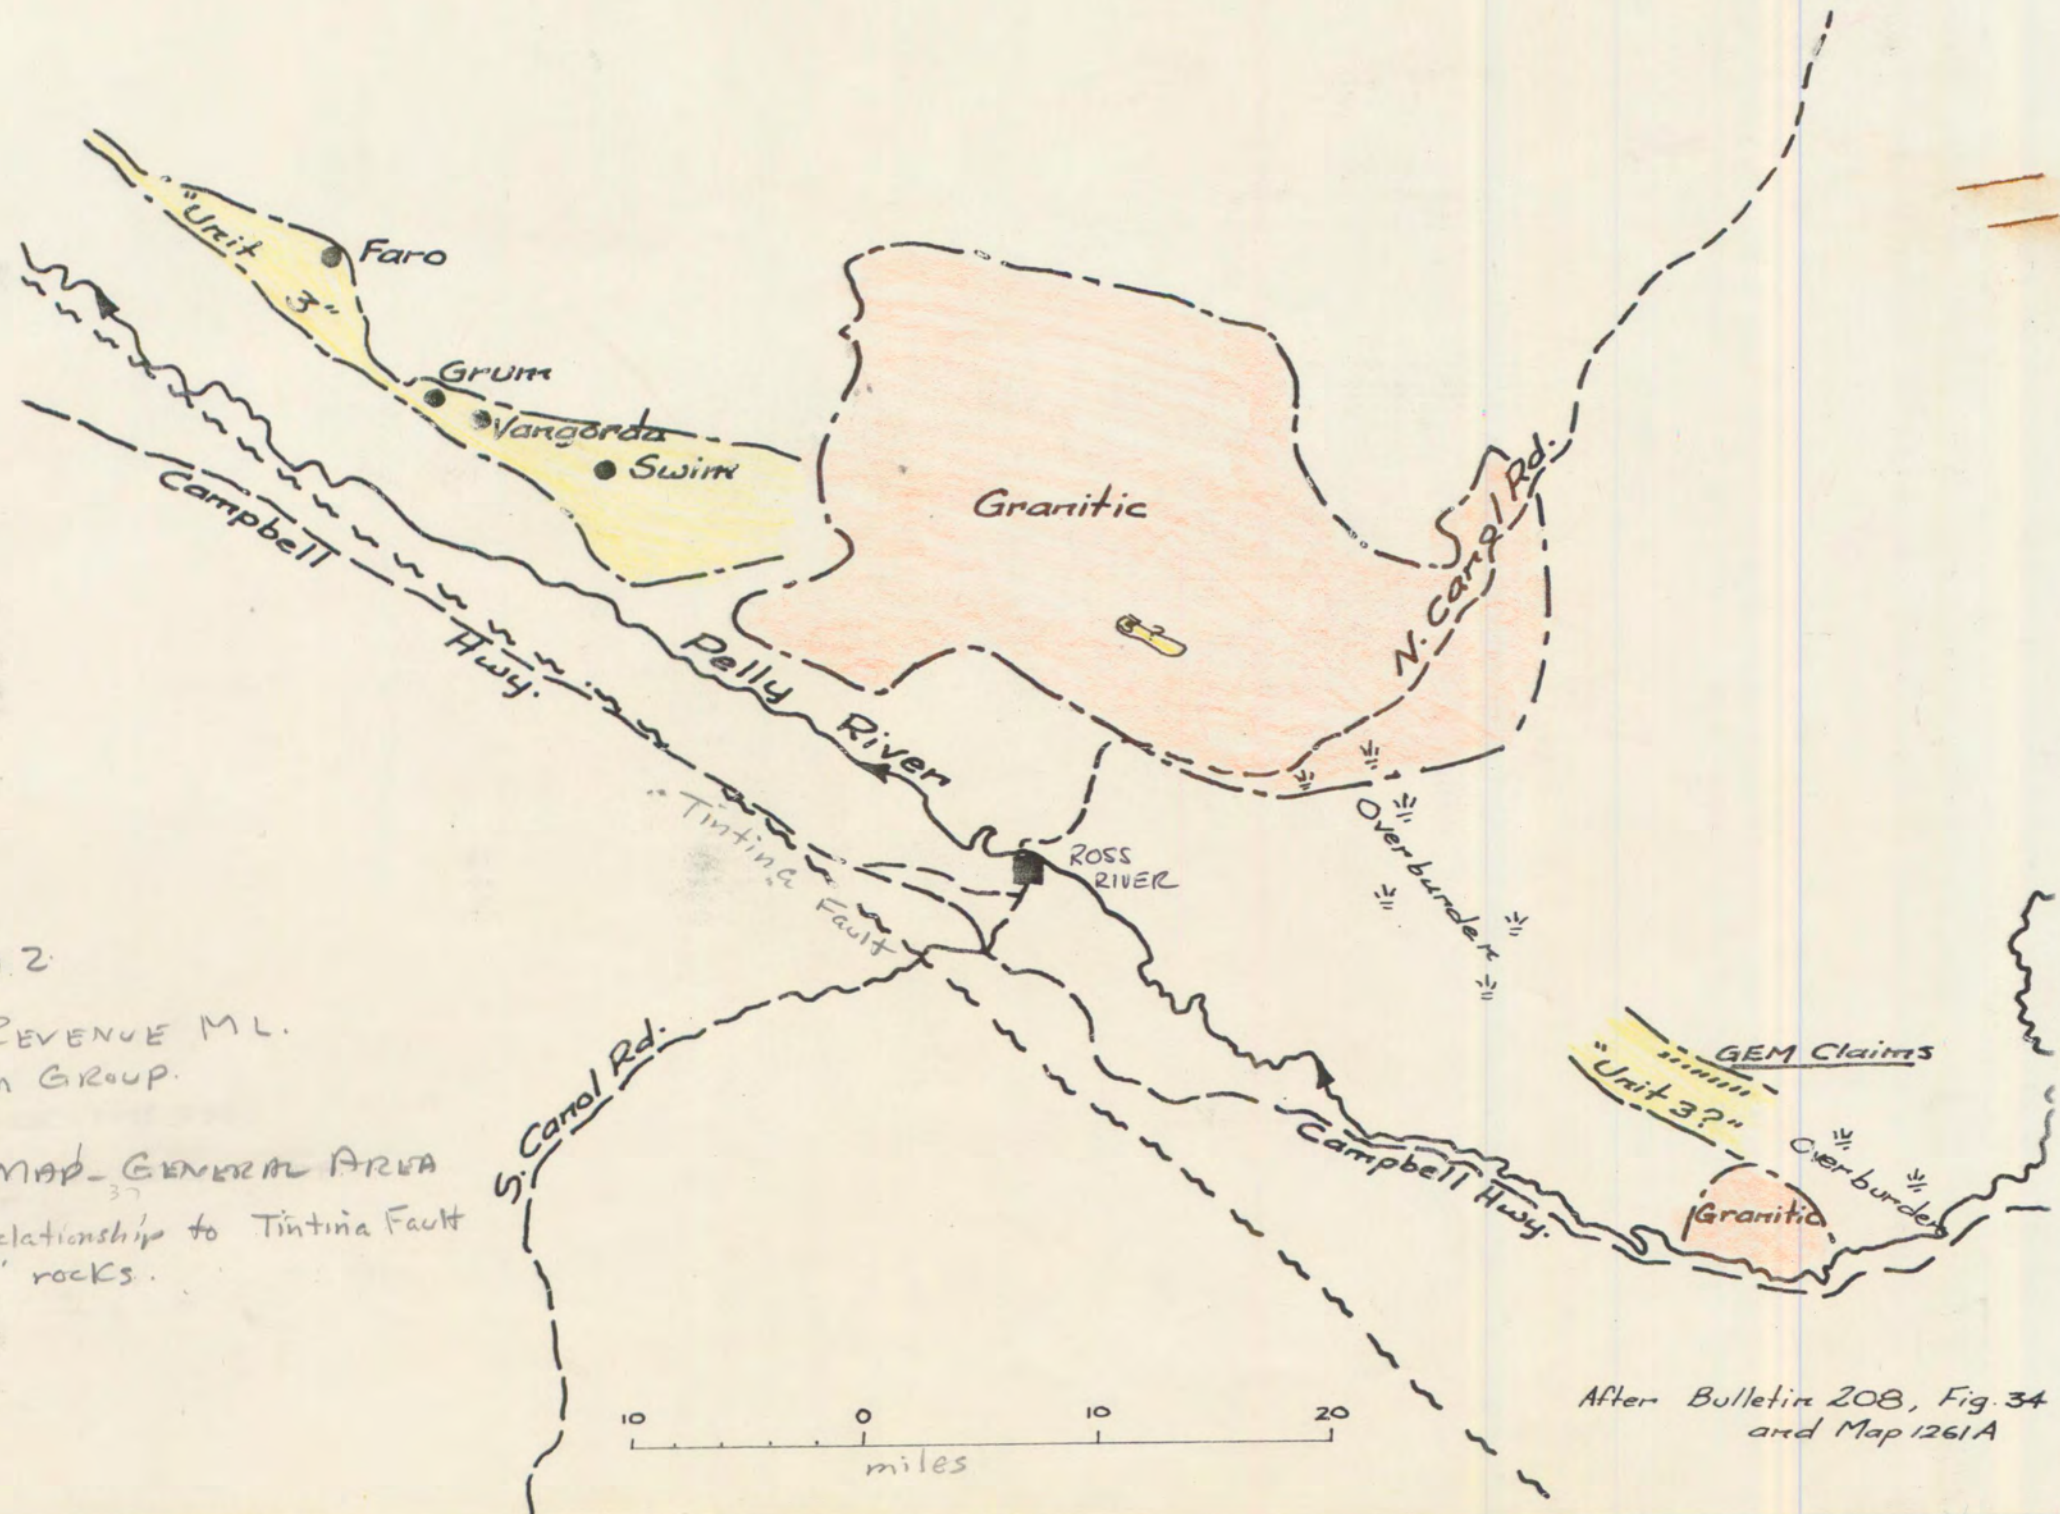 "Unit
3"
Faro
Grum
Vangorda
Swim
Campbell
Hwy.
Granitic
N. Canol Rd.
3?
Pelly River
"Tintina
Fault
ROSS
RIVER
Overburden
2
REVENUE ML.
GROUP.
MAP - GENERAL AREA
relationship to Tintina Fault
rocks.
S. Canol Rd.
GEM Claims
"Unit 3?"
Overburden
Campbell Hwy.
Granitic
10 0 10 20
miles
After Bulletin 208, Fig. 34
and Map 1261A